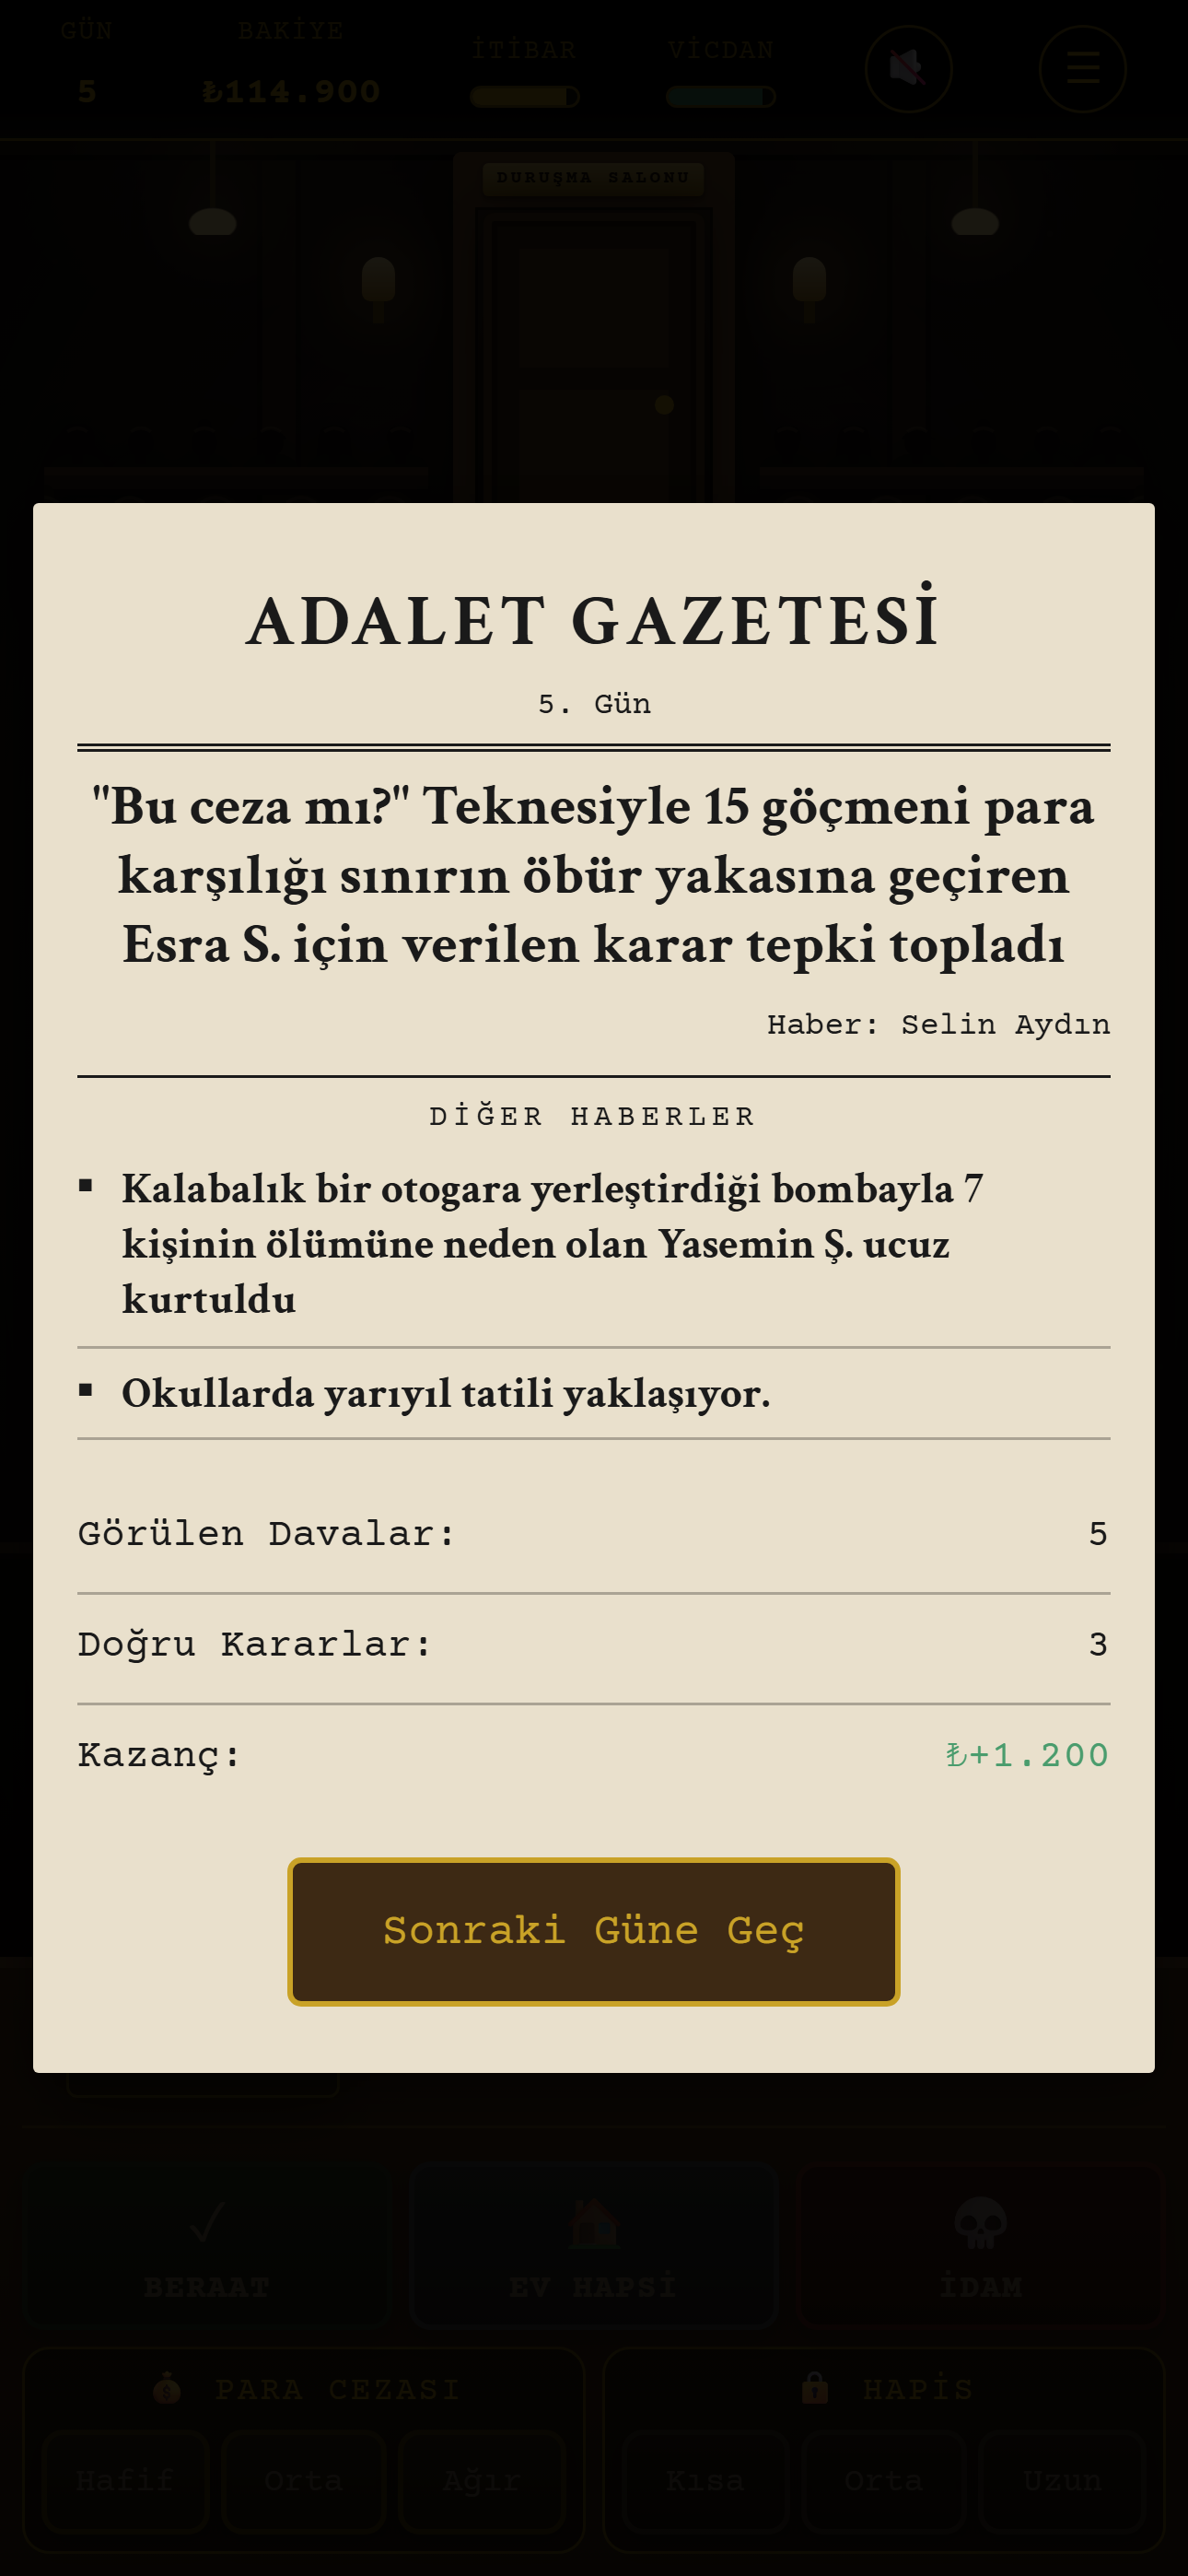 GÜN
BAKİYE
İTİBAR
VİCDAN
5
₺114.900
DURUŞMA SALONU
ADALET GAZETESİ
5. Gün
"Bu ceza mı?" Teknesiyle 15 göçmeni para
karşılığı sınırın öbür yakasına geçiren
Esra S. için verilen karar tepki topladı
Haber: Selin Aydın
DİĞER HABERLER
▪ Kalabalık bir otogara yerleştirdiği bombayla 7
kişinin ölümüne neden olan Yasemin Ş. ucuz
kurtuldu
▪ Okullarda yarıyıl tatili yaklaşıyor.
Görülen Davalar: 5
Doğru Kararlar: 3
Kazanç: ₺+1.200
Sonraki Güne Geç
BERAAT
EV HAPSİ
İDAM
PARA CEZASI
HAPİS
Hafif
Orta
Ağır
Kısa
Orta
Uzun